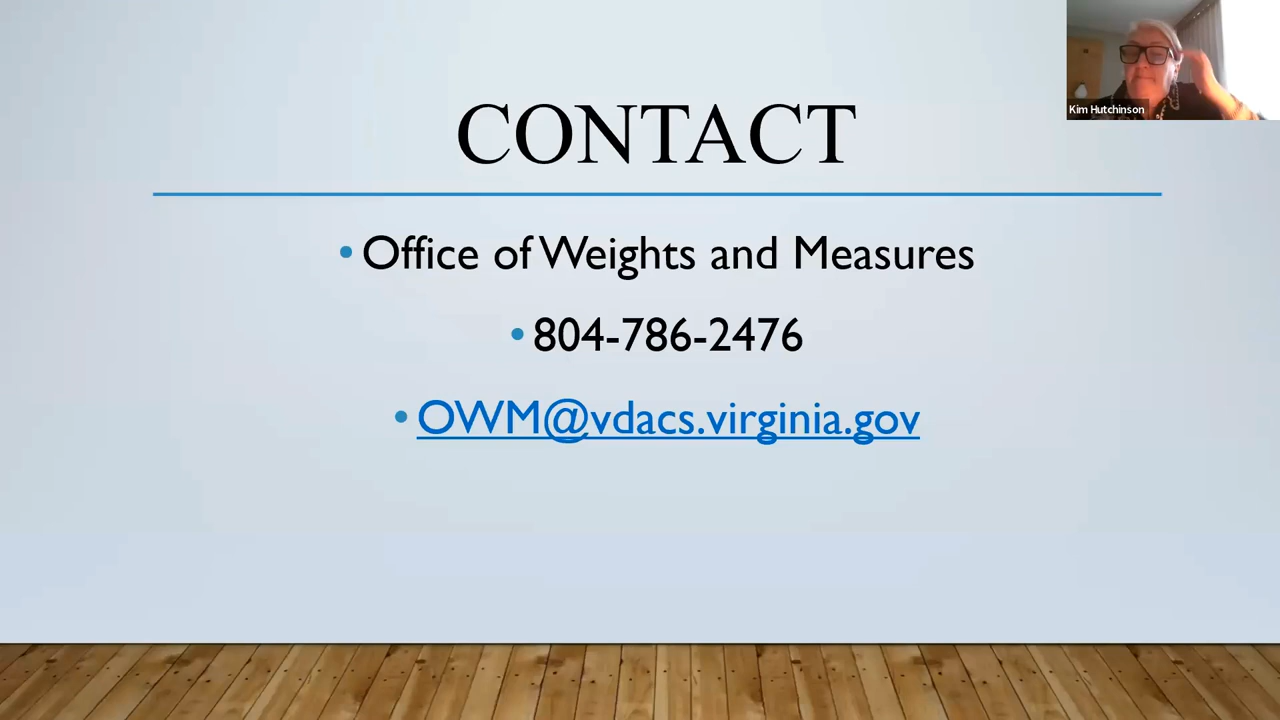 CONTACT
• Office of Weights and Measures
• 804-786-2476
• OWM@vdacs.virginia.gov
Kim Hutchinson